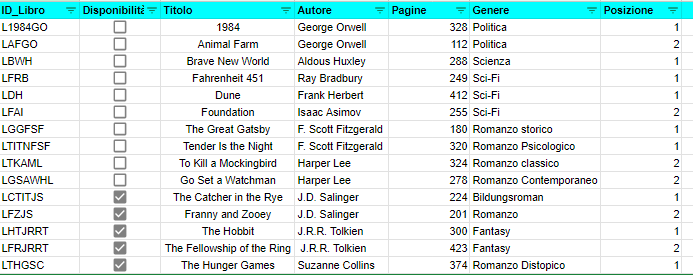 ID_Libro Disponibilità Titolo Autore Pagine Genere Posizione
L1984GO 1984 George Orwell 328 Politica 1
LAFGO Animal Farm George Orwell 112 Politica 2
LBWH Brave New World Aldous Huxley 288 Scienza 1
LFRB Fahrenheit 451 Ray Bradbury 249 Sci-Fi 1
LDH Dune Frank Herbert 412 Sci-Fi 1
LFAI Foundation Isaac Asimov 255 Sci-Fi 2
LGGFSF The Great Gatsby F. Scott Fitzgerald 180 Romanzo storico 1
LTITNFSF Tender Is the Night F. Scott Fitzgerald 320 Romanzo Psicologico 1
LTKAML To Kill a Mockingbird Harper Lee 324 Romanzo classico 2
LGSAWHL Go Set a Watchman Harper Lee 278 Romanzo Contemporaneo 2
LCTITJS The Catcher in the Rye J.D. Salinger 224 Bildungsroman 1
LFZJS Franny and Zooey J.D. Salinger 201 Romanzo 2
LHTJRRT The Hobbit J.R.R. Tolkien 300 Fantasy 1
LFRJRRT The Fellowship of the Ring J.R.R. Tolkien 423 Fantasy 2
LTHGSC The Hunger Games Suzanne Collins 374 Romanzo Distopico 1